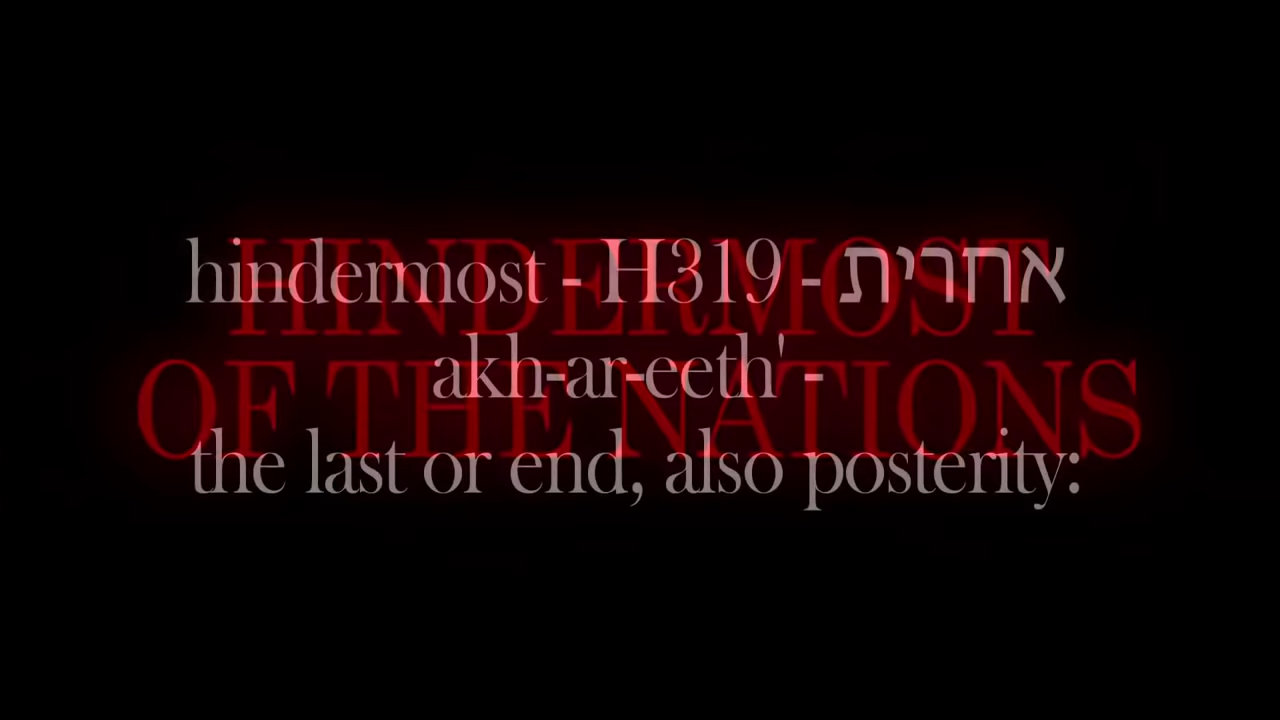 hindermost - H319 - אחרית
akh-ar-eeth' -
the last or end, also posterity:
HINDERMOST
OF THE NATIONS